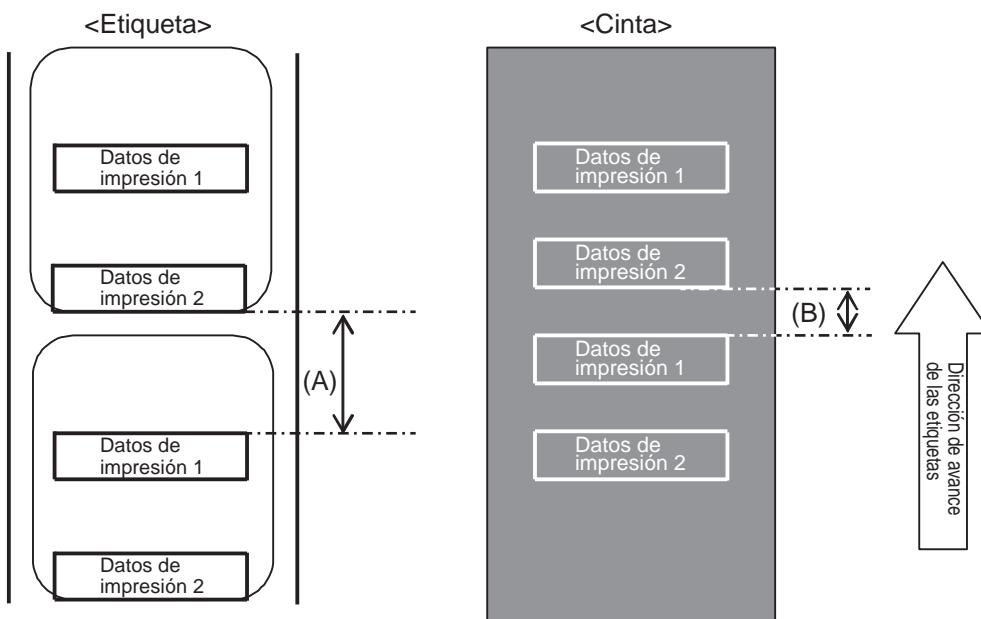 <Etiqueta>
Datos de
impresión 1
Datos de
impresión 2
(A)
Datos de
impresión 1
Datos de
impresión 2
<Cinta>
Datos de
impresión 1
Datos de
impresión 2
(B)
Datos de
impresión 1
Datos de
impresión 2
Dirección de avance
de las etiquetas